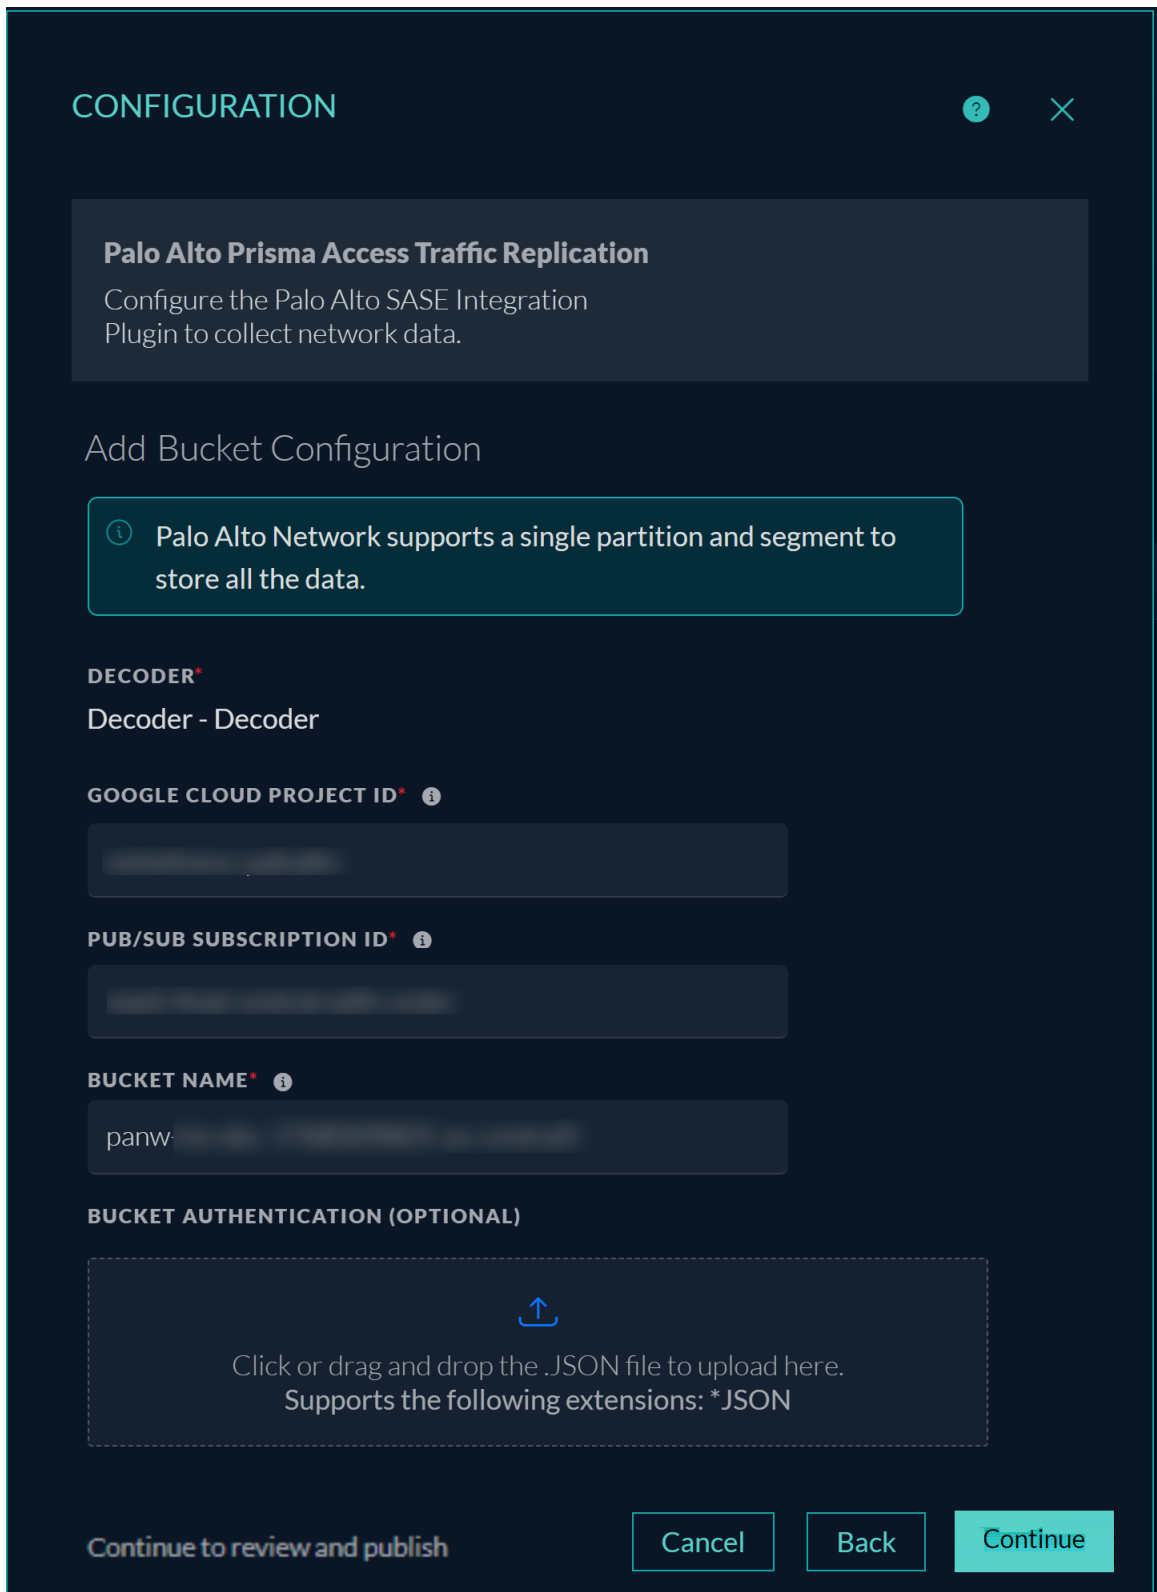 CONFIGURATION
Palo Alto Prisma Access Traffic Replication
Configure the Palo Alto SASE Integration
Plugin to collect network data.
Add Bucket Configuration
Palo Alto Network supports a single partition and segment to
store all the data.
DECODER*
Decoder - Decoder
GOOGLE CLOUD PROJECT ID*
PUB/SUB SUBSCRIPTION ID*
BUCKET NAME*
panw-
BUCKET AUTHENTICATION (OPTIONAL)
Click or drag and drop the .JSON file to upload here.
Supports the following extensions: *JSON
Continue to review and publish
Cancel
Back
Continue